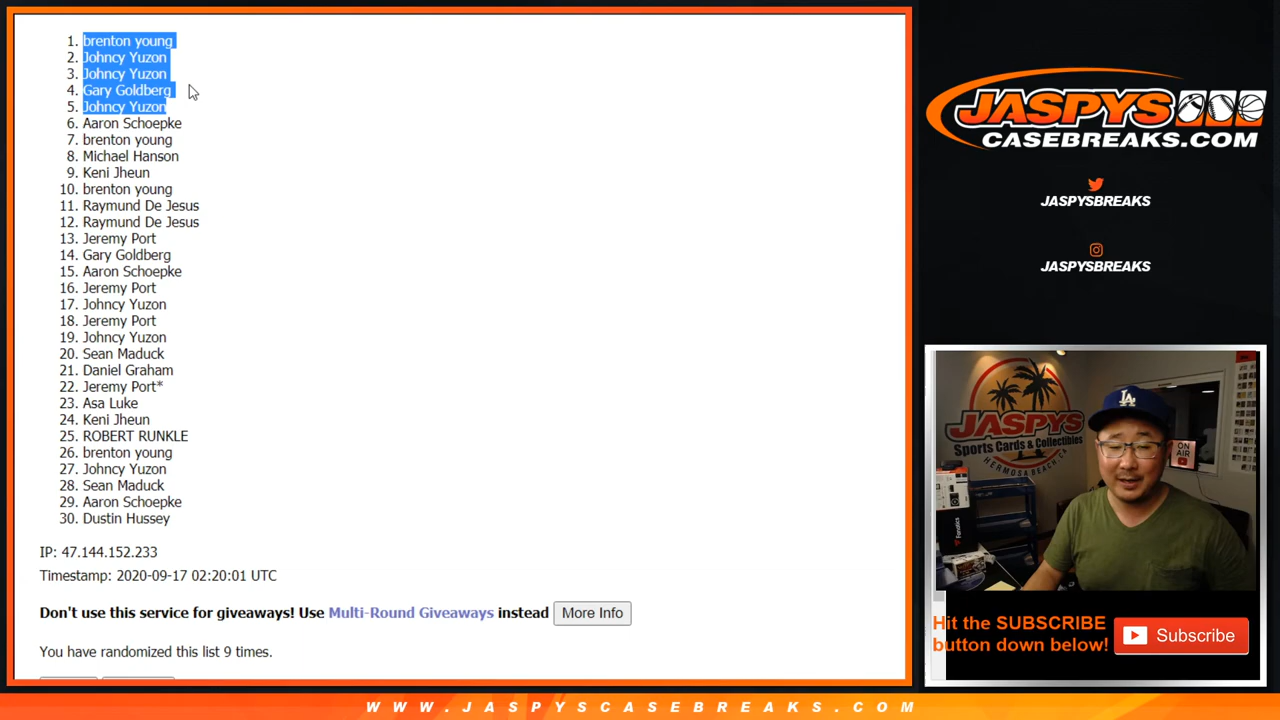 1. brenton young
2. Johncy Yuzon
3. Johncy Yuzon
4. Gary Goldberg
5. Johncy Yuzon
6. Aaron Schoepke
7. brenton young
8. Michael Hanson
9. Keni Jheun
10. brenton young
11. Raymund De Jesus
12. Raymund De Jesus
13. Jeremy Port
14. Gary Goldberg
15. Aaron Schoepke
16. Jeremy Port
17. Johncy Yuzon
18. Jeremy Port
19. Johncy Yuzon
20. Sean Maduck
21. Daniel Graham
22. Jeremy Port*
23. Asa Luke
24. Keni Jheun
25. ROBERT RUNKLE
26. brenton young
27. Johncy Yuzon
28. Sean Maduck
29. Aaron Schoepke
30. Dustin Hussey
IP: 47.144.152.233
Timestamp: 2020-09-17 02:20:01 UTC
Don't use this service for giveaways! Use Multi-Round Giveaways instead More Info
You have randomized this list 9 times.
JASPYS
CASEBREAKS.COM
JASPYSBREAKS
JASPYSBREAKS
JASPYS
Sports Cards & Collectibles
HERMOSA BEACH, CA
LA
ON AIR
Fanatics
Hit the SUBSCRIBE
button down below!
Subscribe
WWW.JASPYSCASEBREAKS.COM